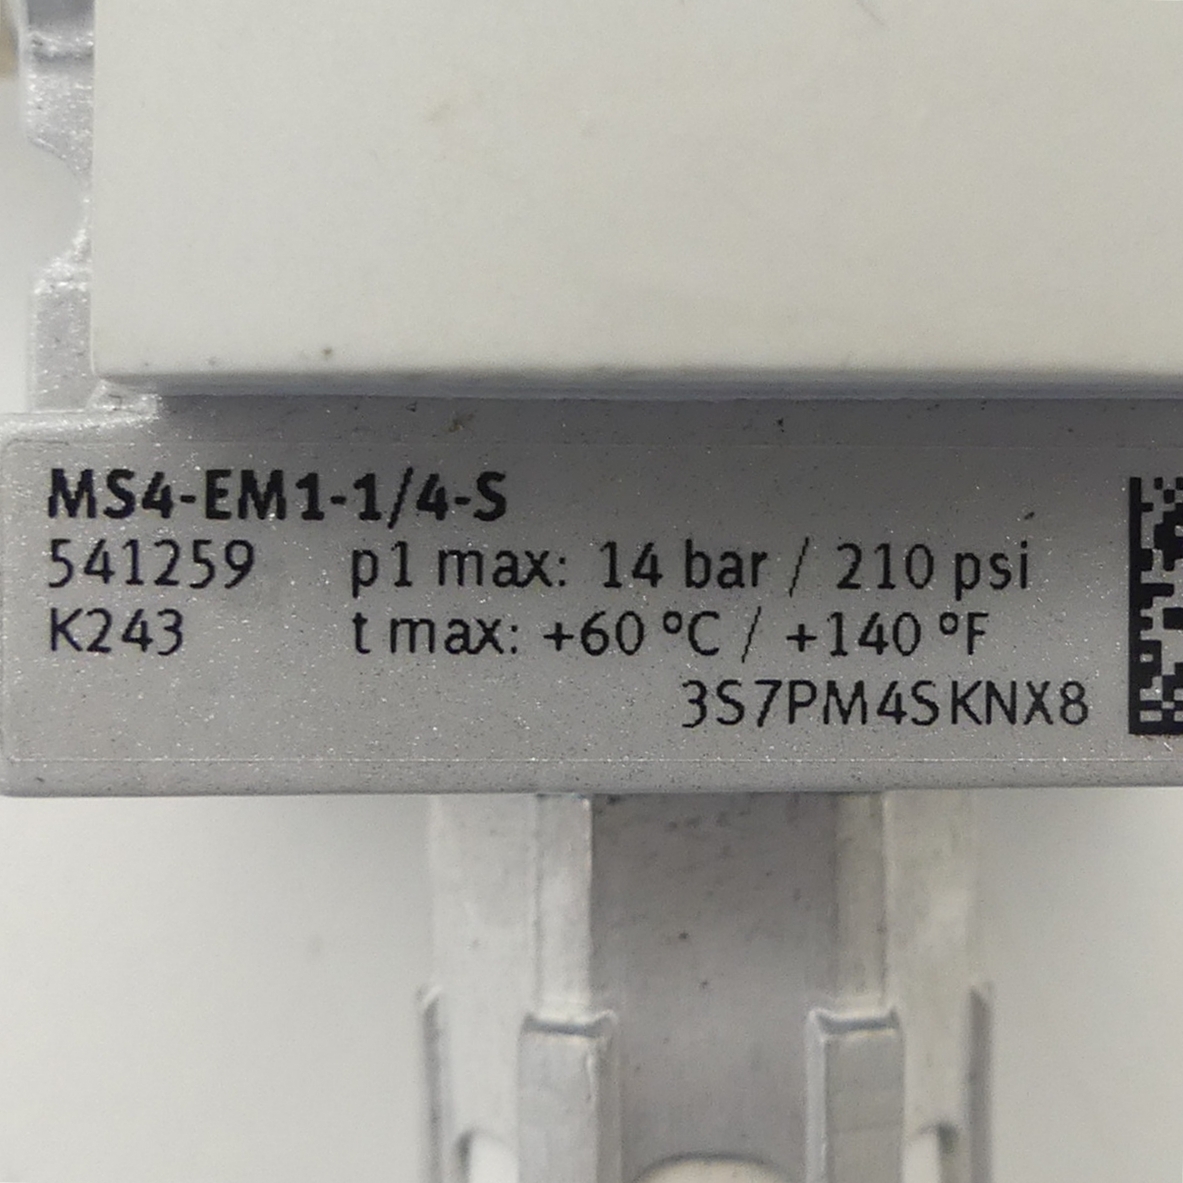 MS4-EM1-1/4-S
541259 p1 max: 14 bar / 210 psi
K243 t max: +60 °C / +140 °F
3S7PM4SKNX8